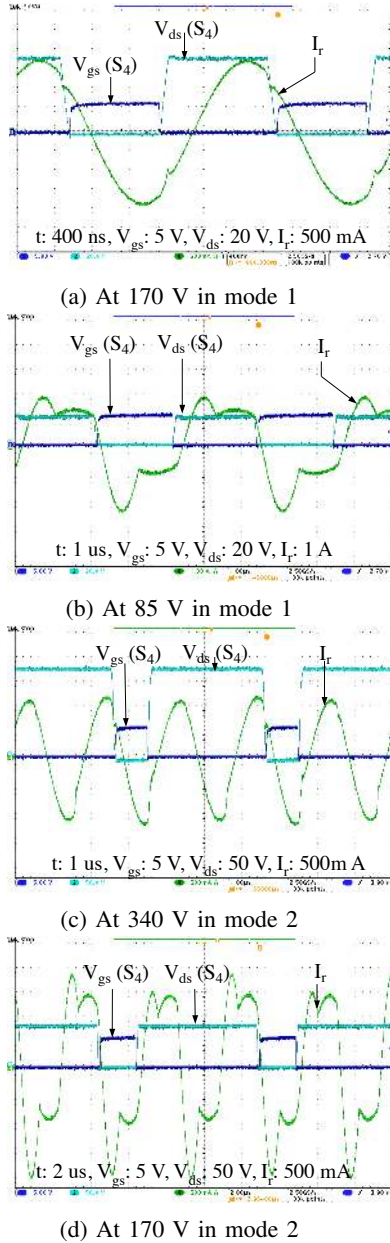 V_ds (S_4)
V_gs (S_4)
I_r
t: 400 ns, V_gs: 5 V, V_ds: 20 V, I_r: 500 mA
(a) At 170 V in mode 1
V_gs (S_4) V_ds (S_4) I_r
t: 1 us, V_gs: 5 V, V_ds: 20 V, I_r: 1 A
(b) At 85 V in mode 1
V_gs (S_4) V_ds (S_4) I_r
t: 1 us, V_gs: 5 V, V_ds: 50 V, I_r: 500m A
(c) At 340 V in mode 2
V_gs (S_4) V_ds (S_4) I_r
t: 2 us, V_gs: 5 V, V_ds: 50 V, I_r: 500 mA
(d) At 170 V in mode 2